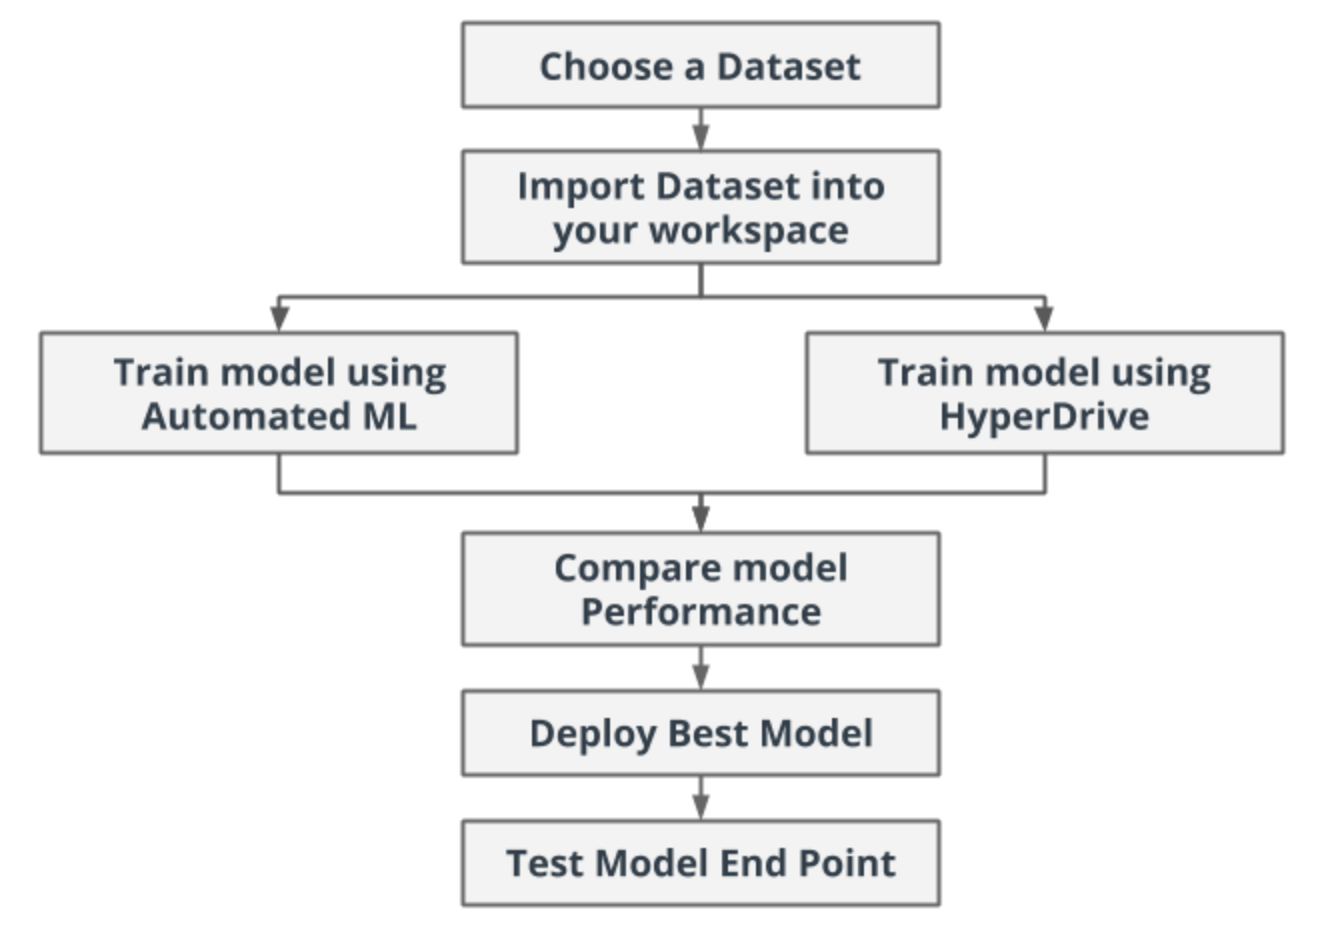 Choose a Dataset
Import Dataset into
your workspace
Train model using
Automated ML
Train model using
HyperDrive
Compare model
Performance
Deploy Best Model
Test Model End Point